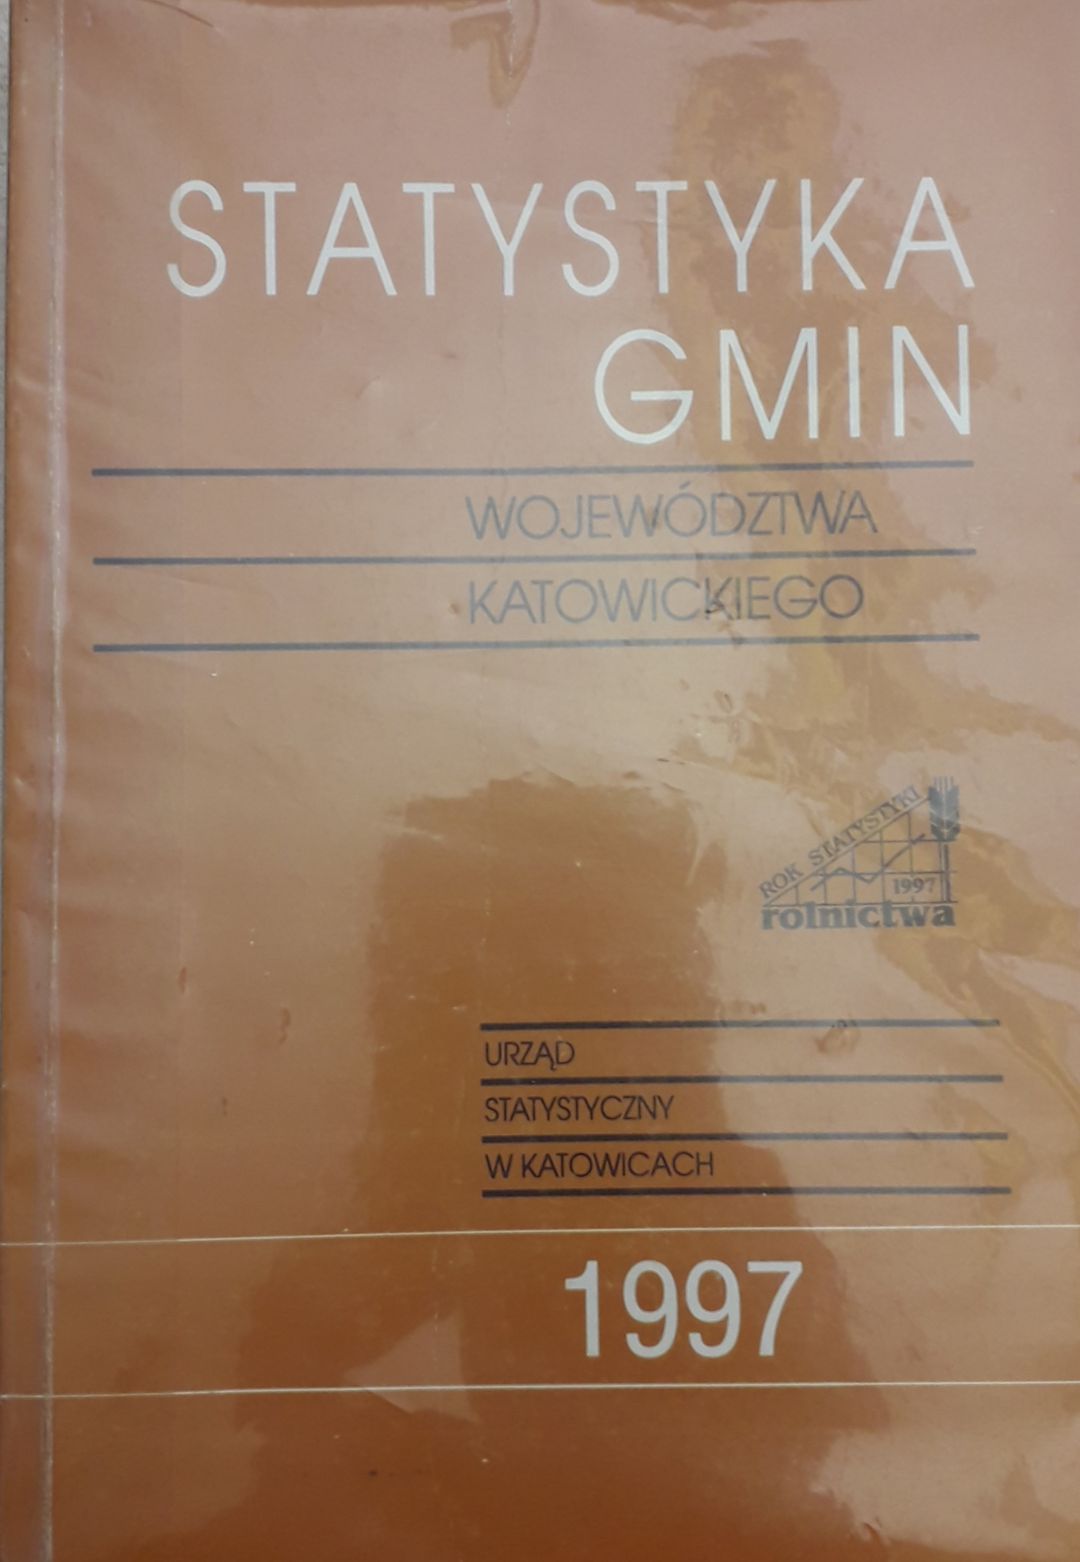 STATYSTYKA
GMIN
WOJEWÓDZTWA
KATOWICKIEGO
ROK STATYSTYKI
1997
rolnictwa
URZĄD
STATYSTYCZNY
W KATOWICACH
1997